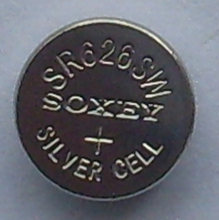 SR626SW
SOXEY
+
SILVER CELL